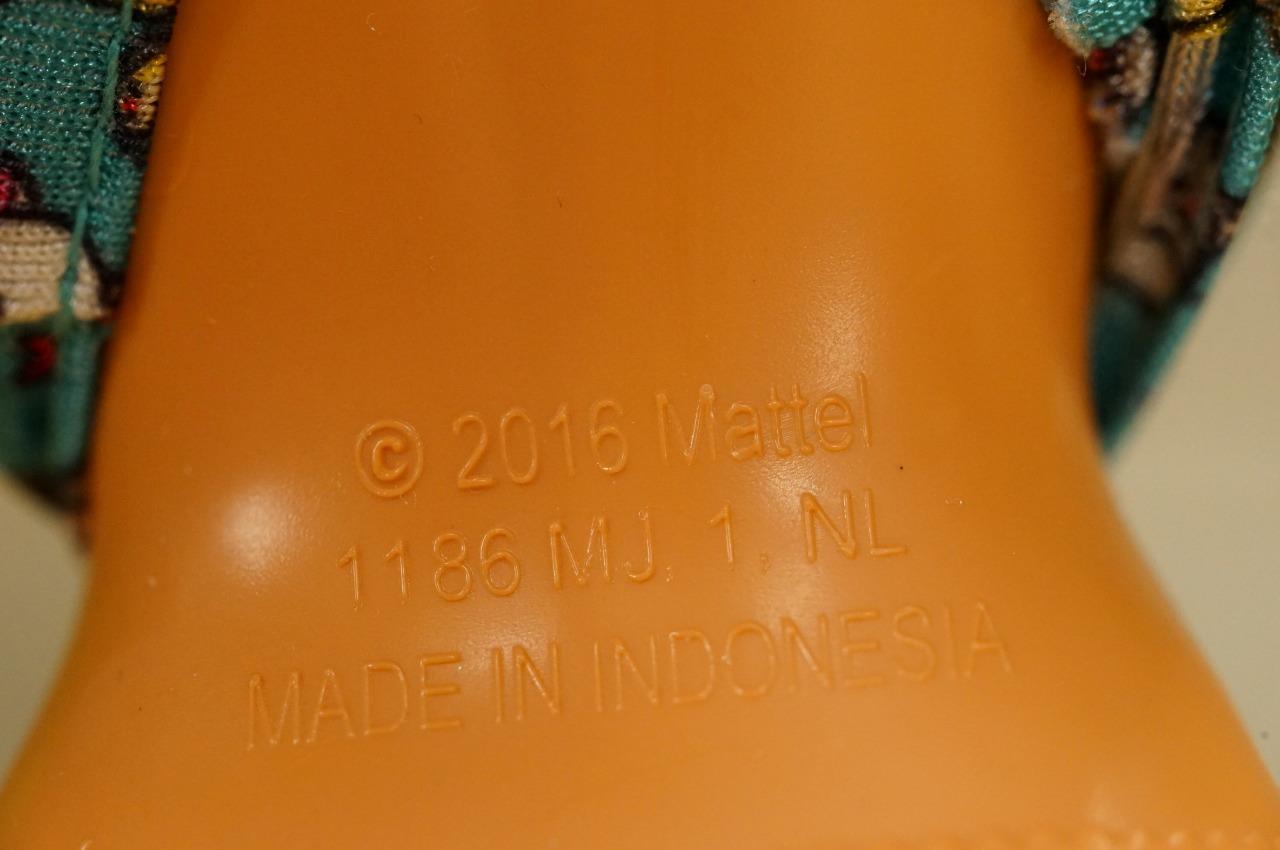 © 2016 Mattel
1186 MJ, 1, NL
MADE IN INDONESIA